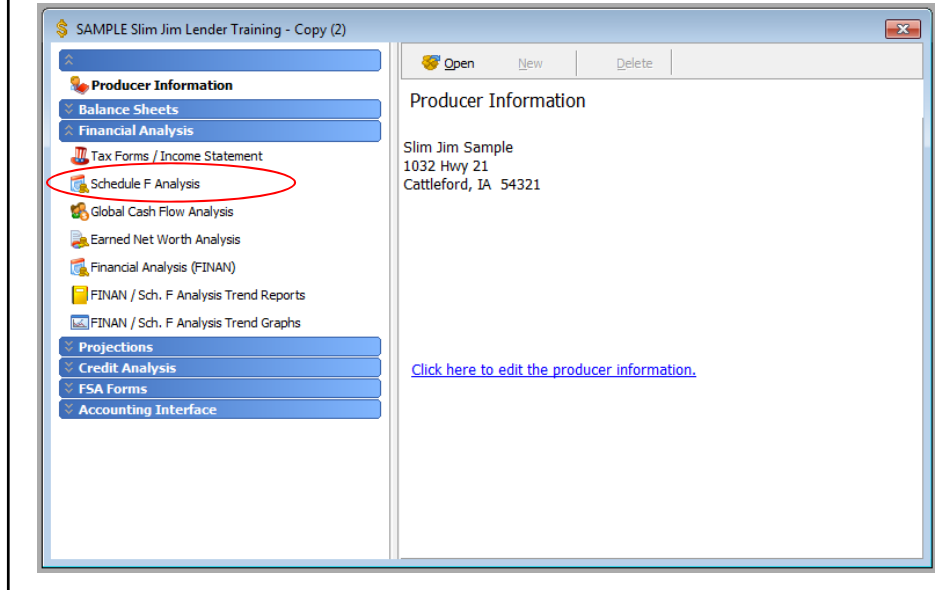 SAMPLE Slim Jim Lender Training - Copy (2)
Producer Information
Balance Sheets
Financial Analysis
Tax Forms / Income Statement
Schedule F Analysis
Global Cash Flow Analysis
Earned Net Worth Analysis
Financial Analysis (FINAN)
FINAN / Sch. F Analysis Trend Reports
FINAN / Sch. F Analysis Trend Graphs
Projections
Credit Analysis
FSA Forms
Accounting Interface
Open New Delete
Producer Information
Slim Jim Sample
1032 Hwy 21
Cattleford, IA 54321
Click here to edit the producer information.